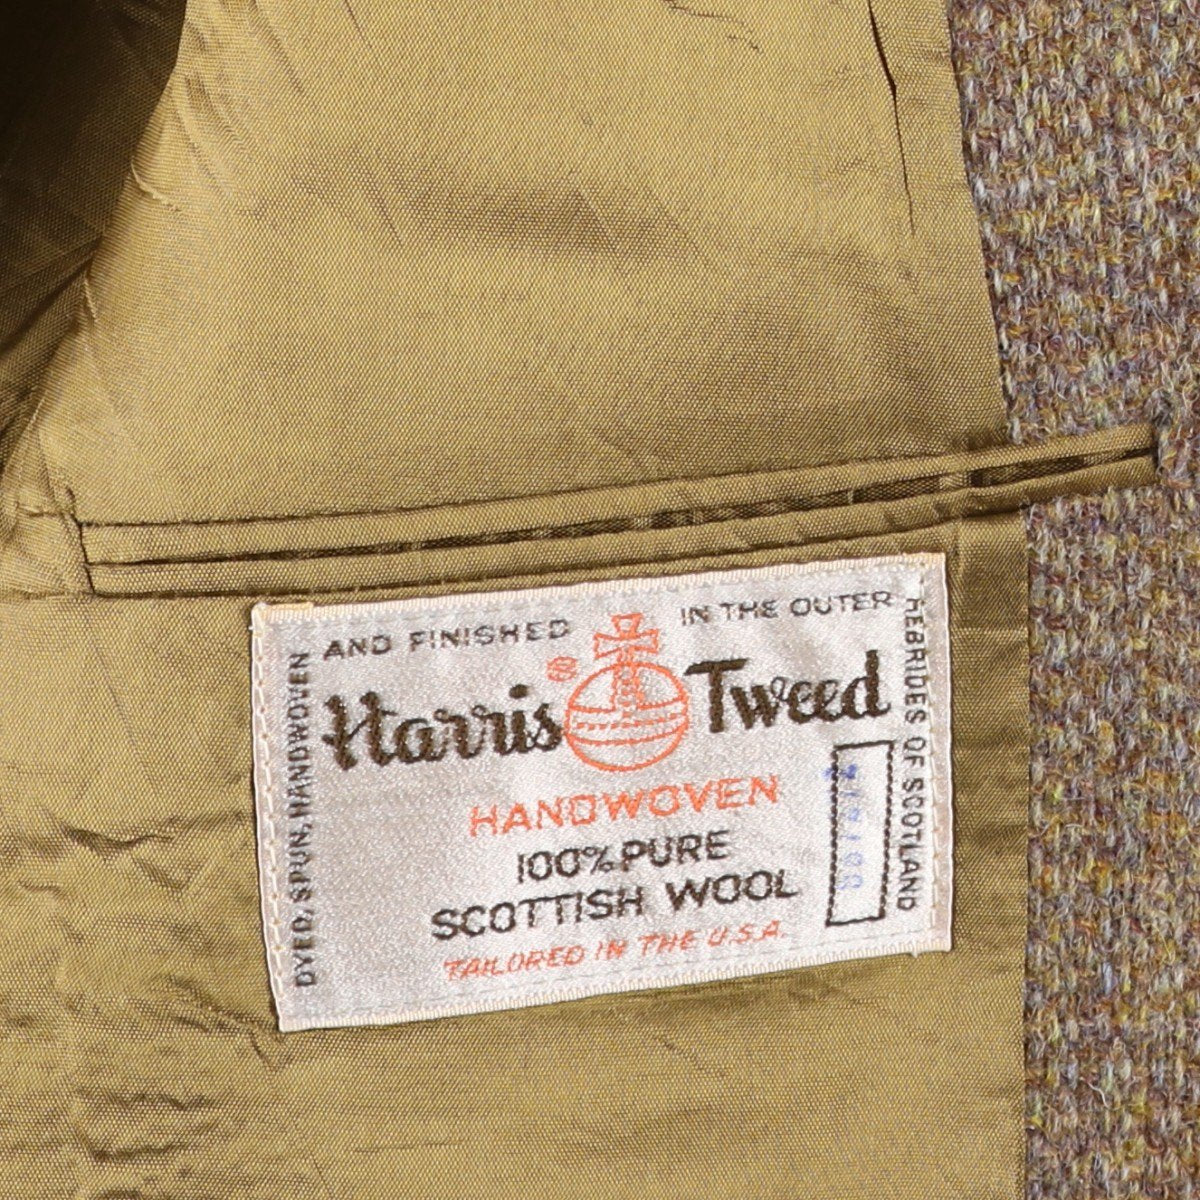 DYED, SPUN, HANDWOVEN
AND FINISHED
IN THE OUTER
HEBRIDES OF SCOTLAND
Harris Tweed
HANDWOVEN
100% PURE
SCOTTISH WOOL
TAILORED IN THE U.S.A.